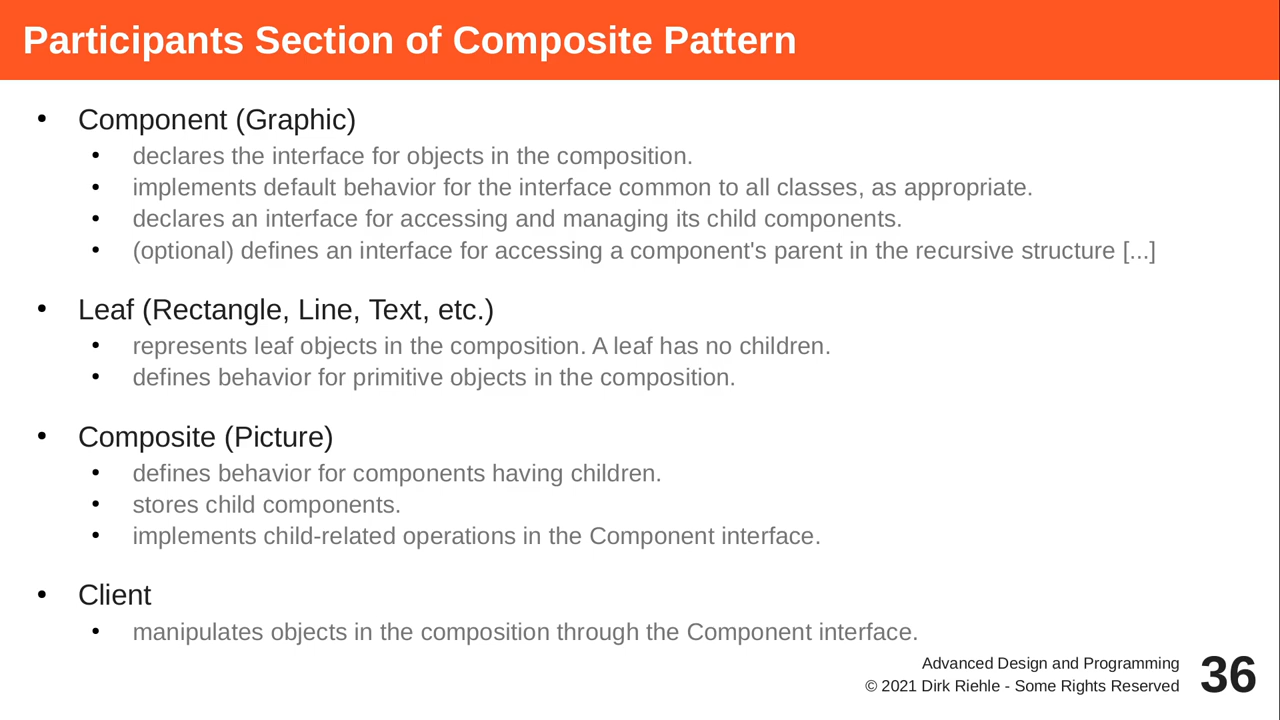 Participants Section of Composite Pattern
• Component (Graphic)
• declares the interface for objects in the composition.
• implements default behavior for the interface common to all classes, as appropriate.
• declares an interface for accessing and managing its child components.
• (optional) defines an interface for accessing a component's parent in the recursive structure [...]
• Leaf (Rectangle, Line, Text, etc.)
• represents leaf objects in the composition. A leaf has no children.
• defines behavior for primitive objects in the composition.
• Composite (Picture)
• defines behavior for components having children.
• stores child components.
• implements child-related operations in the Component interface.
• Client
• manipulates objects in the composition through the Component interface.
Advanced Design and Programming
© 2021 Dirk Riehle - Some Rights Reserved
36